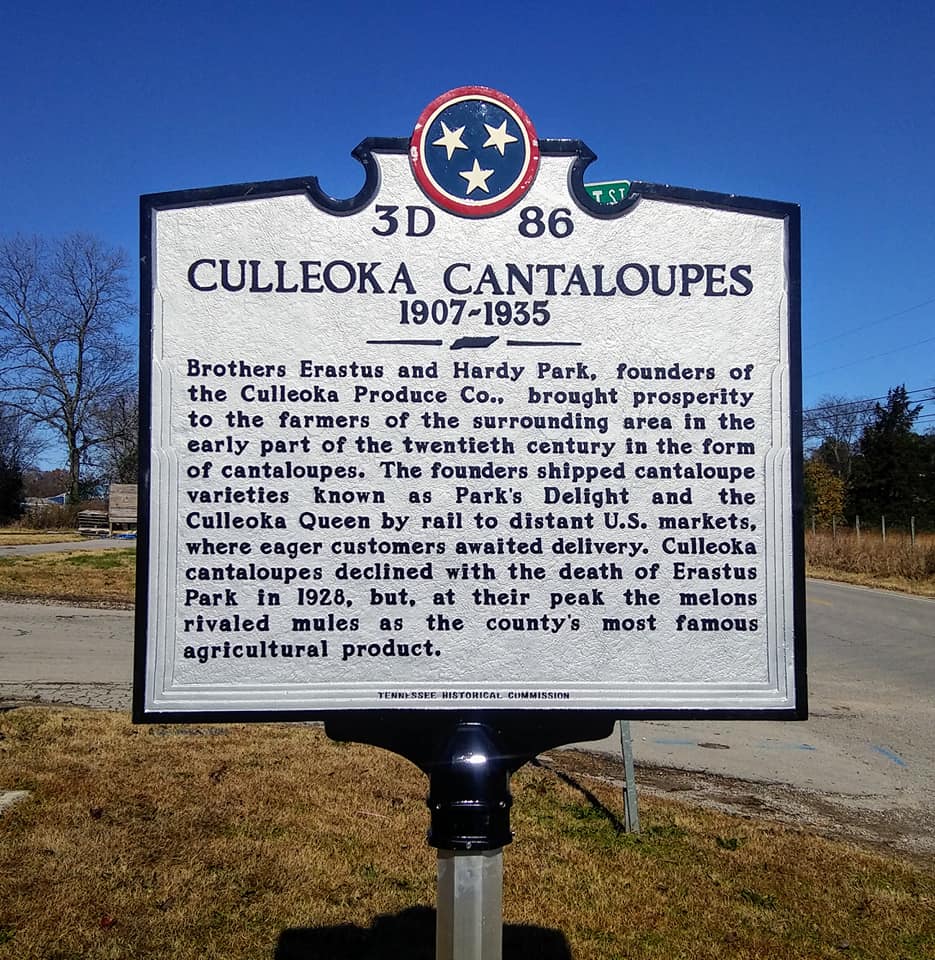 T ST
3D 86
CULLEOKA CANTALOUPES
1907-1935
Brothers Erastus and Hardy Park, founders of
the Culleoka Produce Co., brought prosperity
to the farmers of the surrounding area in the
early part of the twentieth century in the form
of cantaloupes. The founders shipped cantaloupe
varieties known as Park's Delight and the
Culleoka Queen by rail to distant U.S. markets,
where eager customers awaited delivery. Culleoka
cantaloupes declined with the death of Erastus
Park in 1928, but, at their peak the melons
rivaled mules as the county's most famous
agricultural product.
TENNESSEE HISTORICAL COMMISSION